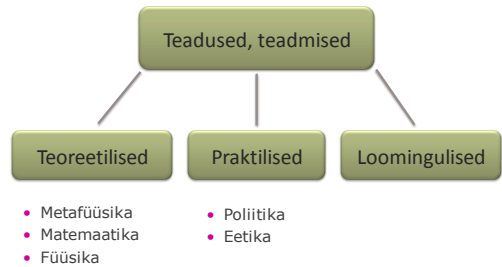 Teadused, teadmised
Teoreetilised
Praktilised
Loomingulised
• Metafüüsika
• Matemaatika
• Füüsika
• Poliitika
• Eetika